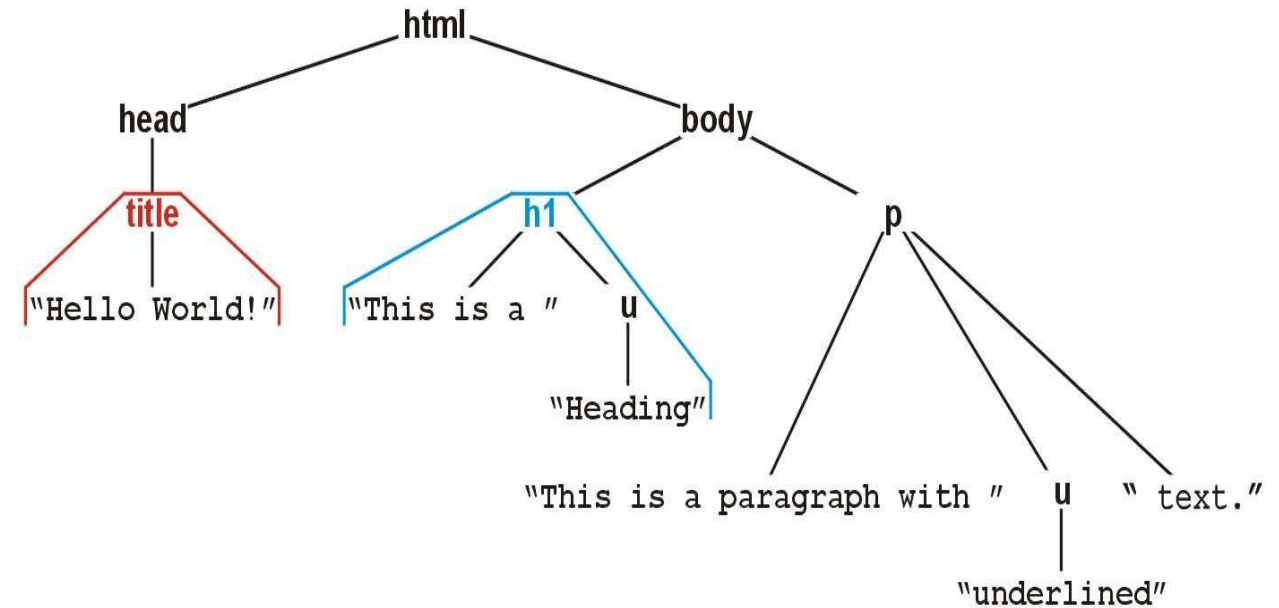 html
head body
title h1 p
"Hello World!" "This is a " u
"Heading"
"This is a paragraph with " u " text."
"underlined"